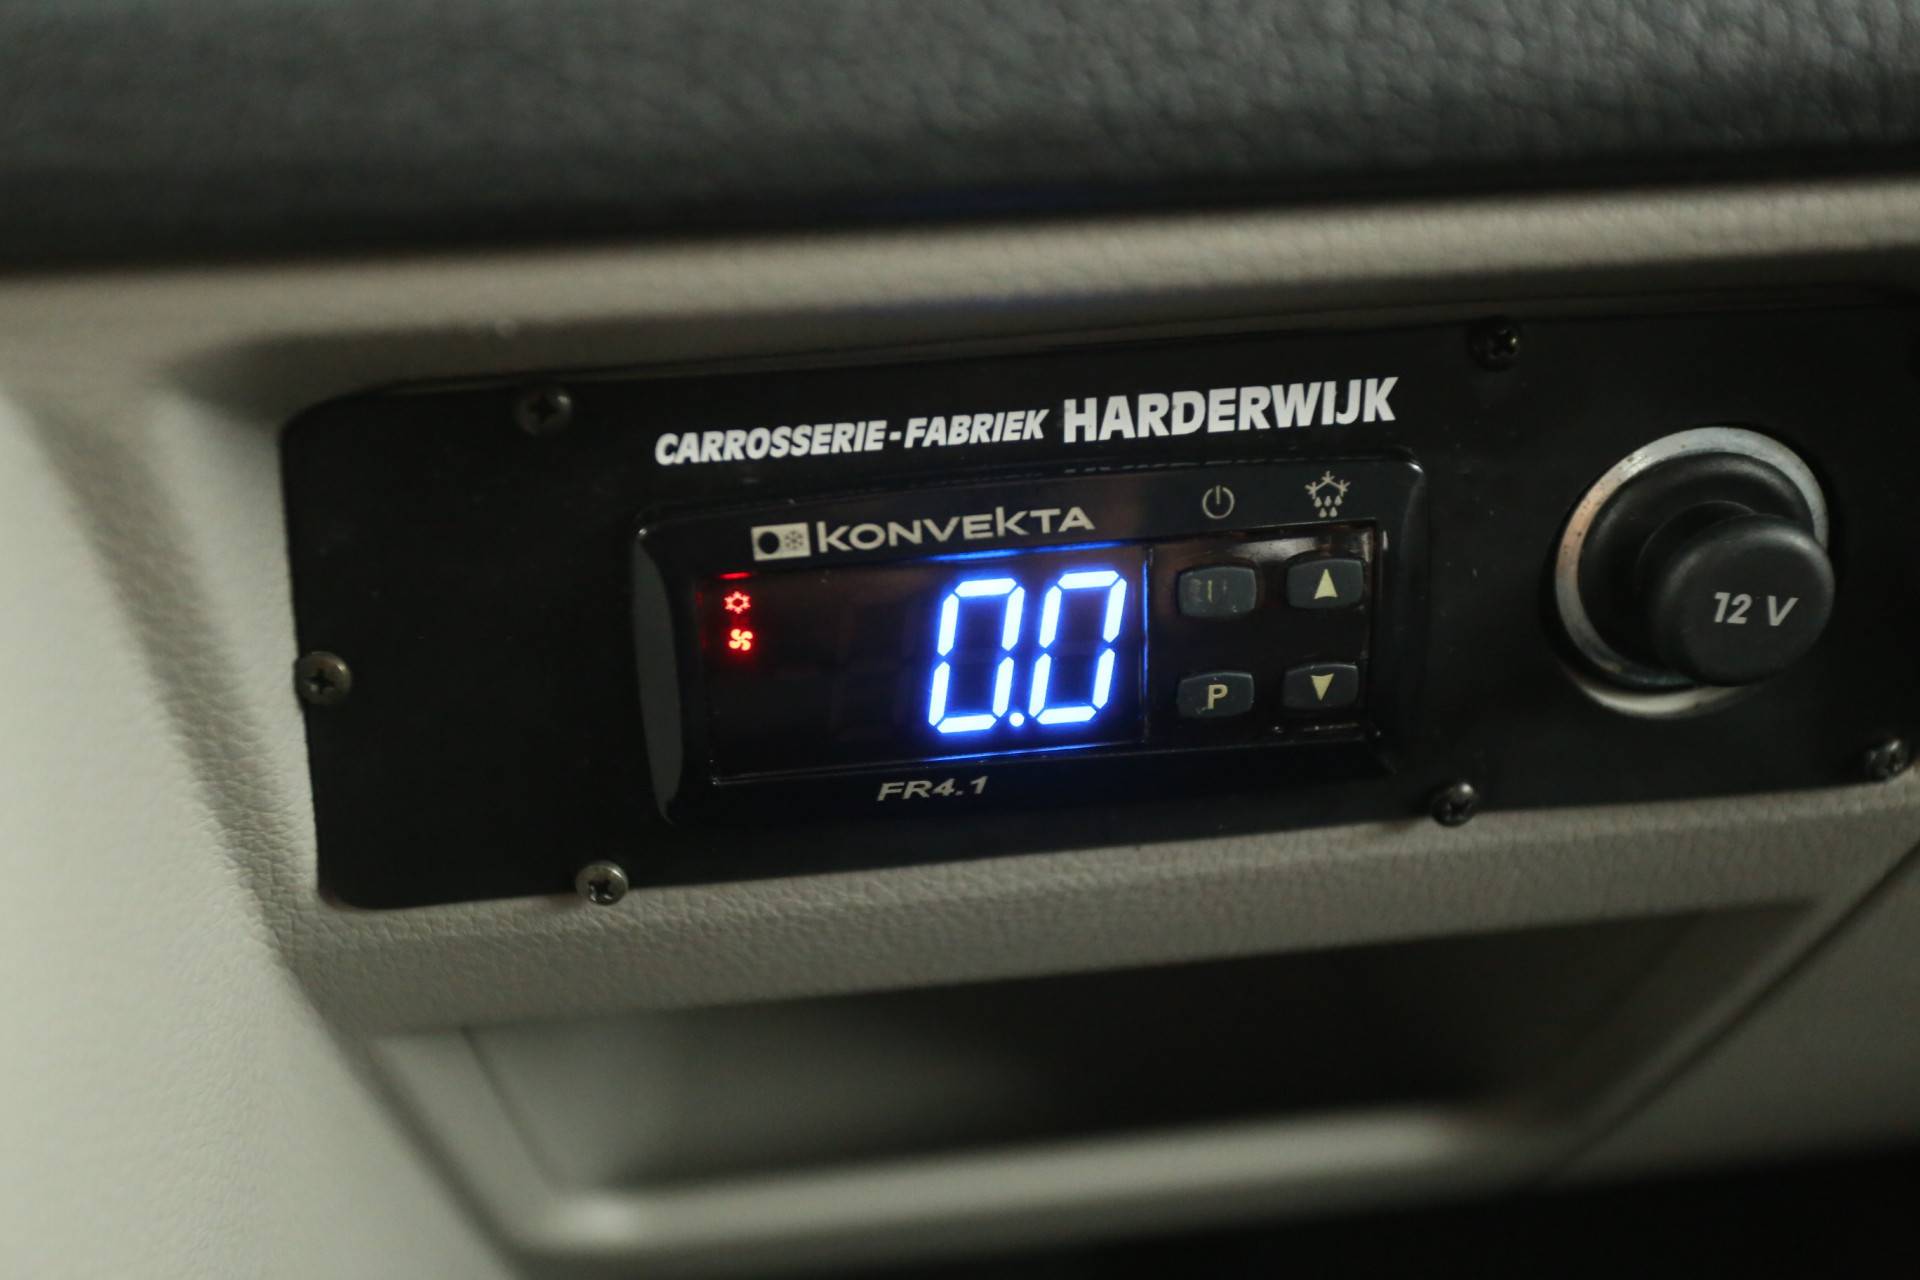 CARROSSERIE-FABRIEK HARDERWIJK
KONVEKTA
0.0
P
FR4.1
12 V